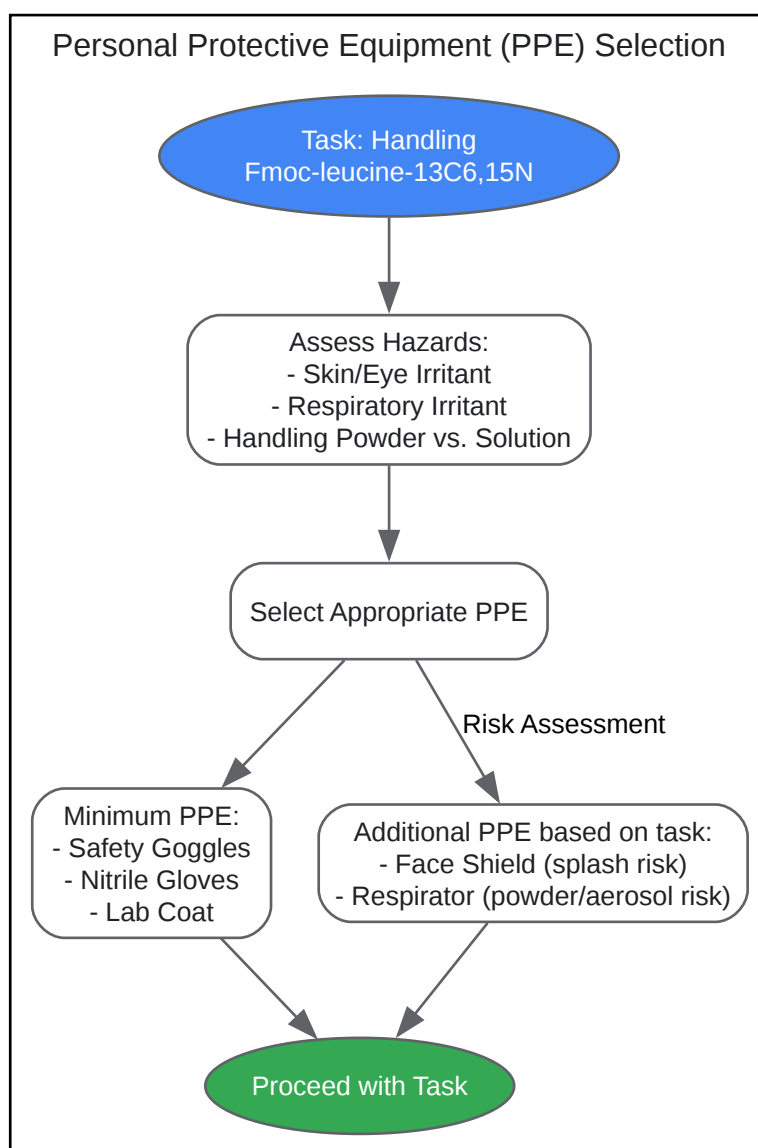 Personal Protective Equipment (PPE) Selection
Task: Handling
Fmoc-leucine-13C6,15N
Assess Hazards:
- Skin/Eye Irritant
- Respiratory Irritant
- Handling Powder vs. Solution
Select Appropriate PPE
Risk Assessment
Minimum PPE:
- Safety Goggles
- Nitrile Gloves
- Lab Coat
Additional PPE based on task:
- Face Shield (splash risk)
- Respirator (powder/aerosol risk)
Proceed with Task